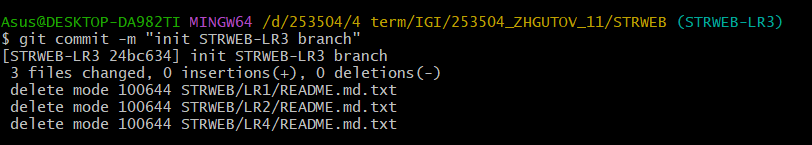 Asus@DESKTOP-DA982TI MINGW64 /d/253504/4 term/IGI/253504_ZHGUTOV_11/STRWEB (STRWEB-LR3)
$ git commit -m "init STRWEB-LR3 branch"
[STRWEB-LR3 24bc634] init STRWEB-LR3 branch
 3 files changed, 0 insertions(+), 0 deletions(-)
 delete mode 100644 STRWEB/LR1/README.md.txt
 delete mode 100644 STRWEB/LR2/README.md.txt
 delete mode 100644 STRWEB/LR4/README.md.txt